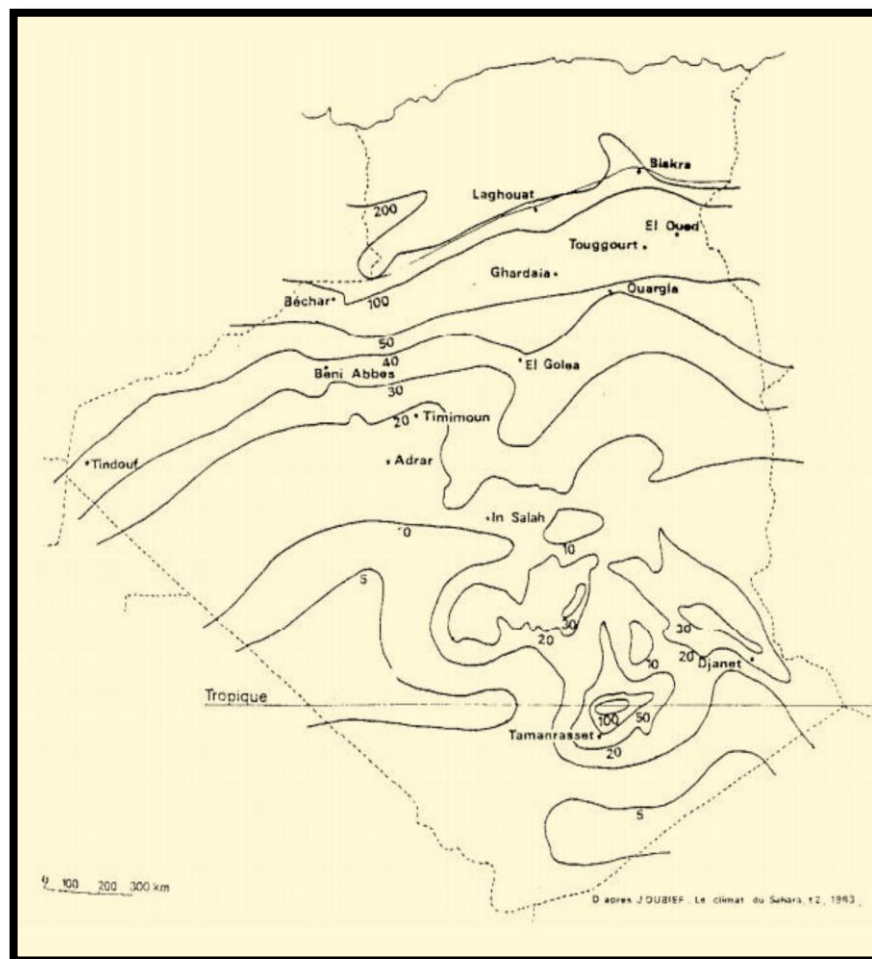 Biskra
Laghouat
200
El Oued
Touggourt
Ghardaia
Ouargla
Béchar
100
50
40
El Golea
Béni Abbes
30
20
Timimoun
Tindouf
Adrar
In Salah
10
10
5
30
20
30
20
10
Djanet
Tropique
100
50
Tamanrasset
20
5
0 100 200 300 km
D'apres J DUBIEF. Le climat du Sahara, t 2, 1963.